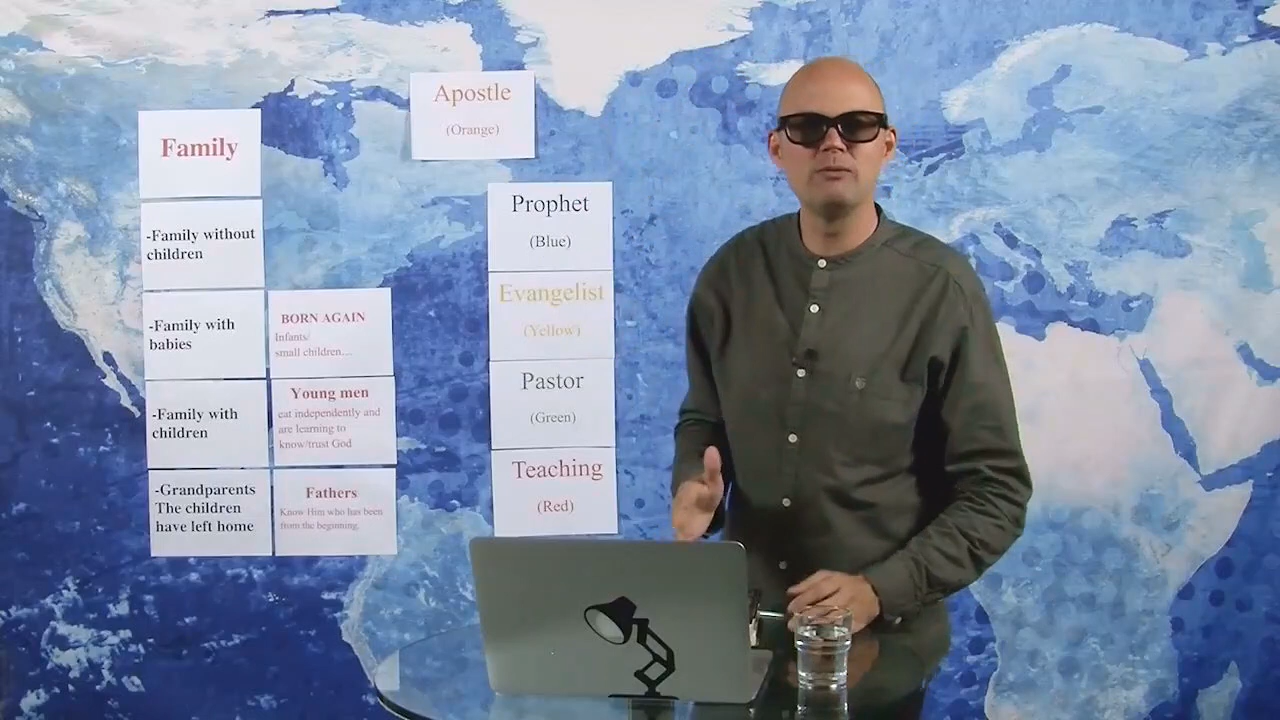 Family
-Family without
children
-Family with
babies
-Family with
children
-Grandparents
The children
have left home
BORN AGAIN
Infants/
small children...
Young men
eat independently and
are learning to
know/trust God
Fathers
Know Him who has been
from the beginning.
Apostle
(Orange)
Prophet
(Blue)
Evangelist
(Yellow)
Pastor
(Green)
Teaching
(Red)